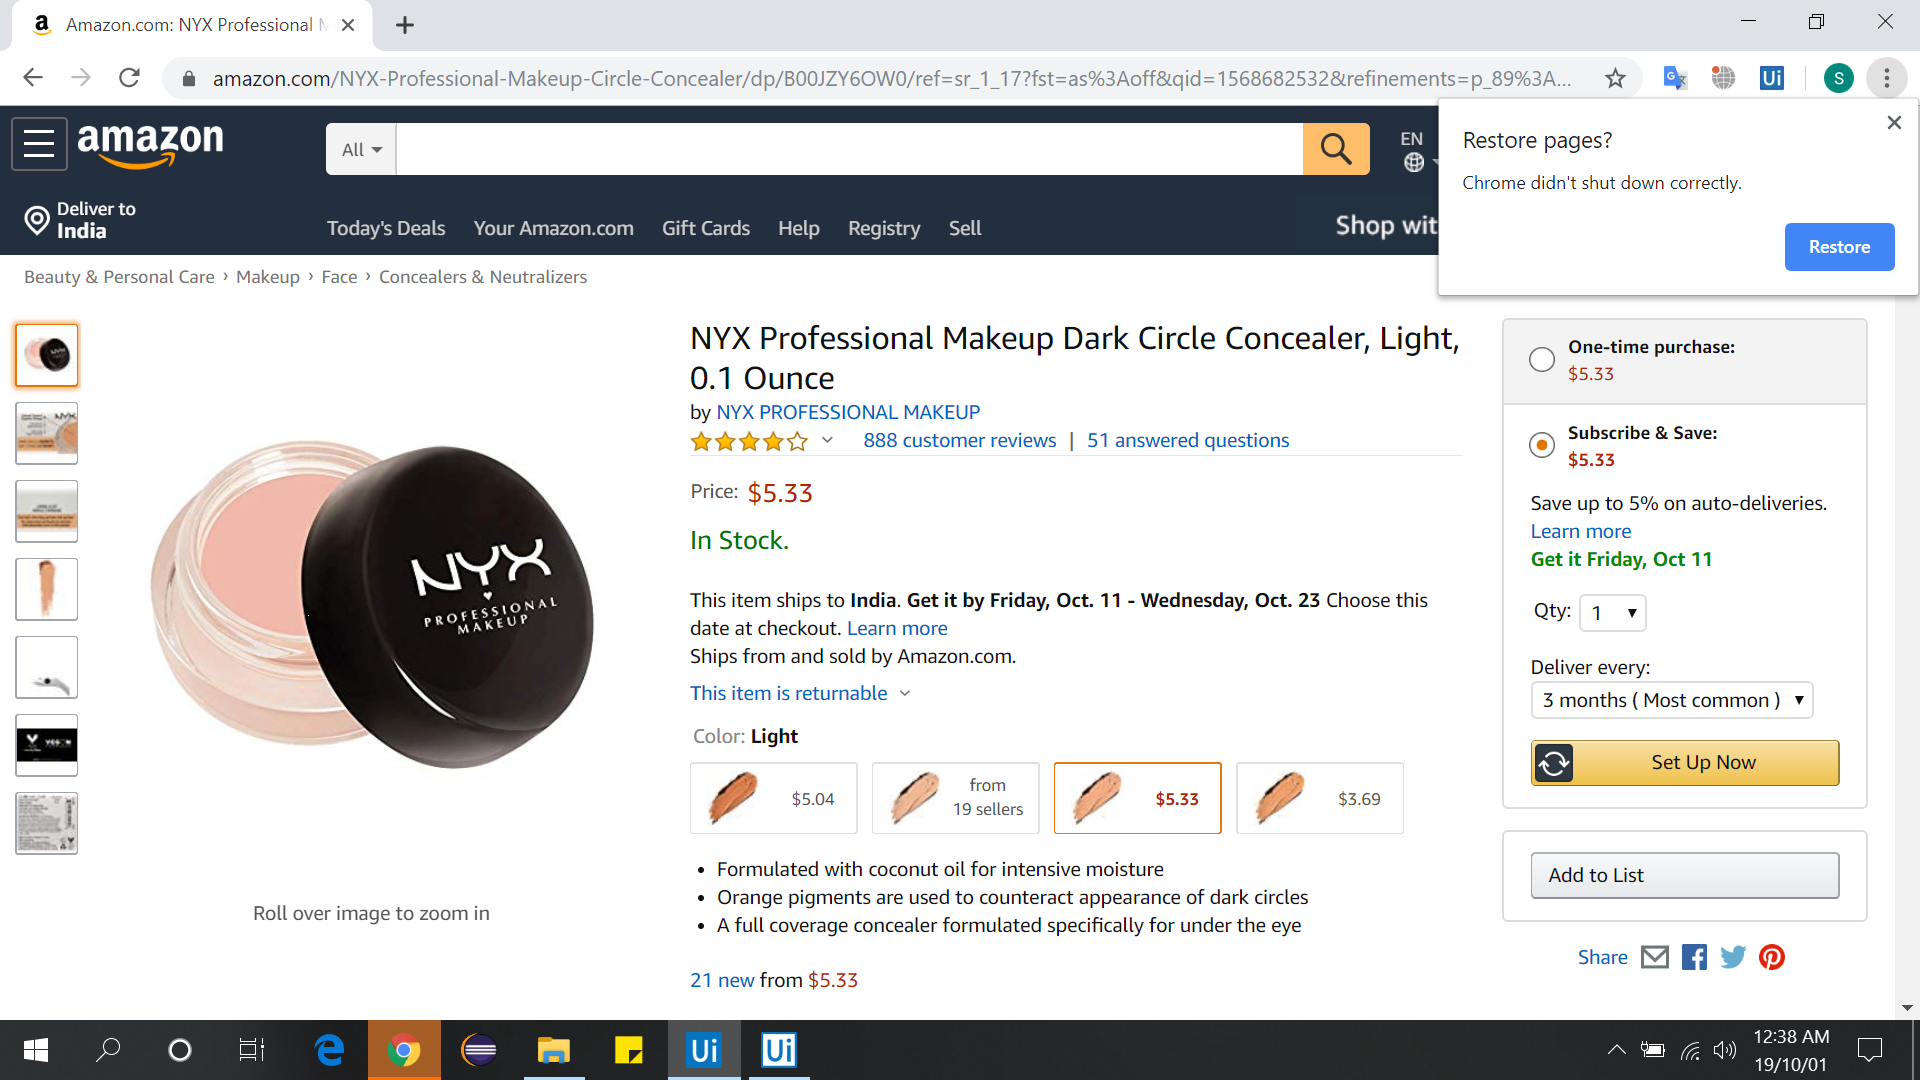 Amazon.com: NYX Professional M
amazon.com/NYX-Professional-Makeup-Circle-Concealer/dp/B00JZY6OW0/ref=sr_1_17?fst=as%3Aoff&qid=1568682532&refinements=p_89%3A...
S
Restore pages?
Chrome didn't shut down correctly.
Restore
amazon
All
EN
Deliver to
India
Today's Deals
Your Amazon.com
Gift Cards
Help
Registry
Sell
Shop wit
Beauty & Personal Care › Makeup › Face › Concealers & Neutralizers
NYX
PROFESSIONAL
MAKEUP
Roll over image to zoom in
NYX Professional Makeup Dark Circle Concealer, Light,
0.1 Ounce
by NYX PROFESSIONAL MAKEUP
888 customer reviews | 51 answered questions
Price: $5.33
In Stock.
This item ships to India. Get it by Friday, Oct. 11 - Wednesday, Oct. 23 Choose this
date at checkout. Learn more
Ships from and sold by Amazon.com.
This item is returnable
Color: Light
$5.04
from
19 sellers
$5.33
$3.69
• Formulated with coconut oil for intensive moisture
• Orange pigments are used to counteract appearance of dark circles
• A full coverage concealer formulated specifically for under the eye
21 new from $5.33
One-time purchase:
$5.33
Subscribe & Save:
$5.33
Save up to 5% on auto-deliveries.
Learn more
Get it Friday, Oct 11
Qty: 1
Deliver every:
3 months ( Most common )
Set Up Now
Add to List
Share
Ui
Ui
Ui
12:38 AM
19/10/01